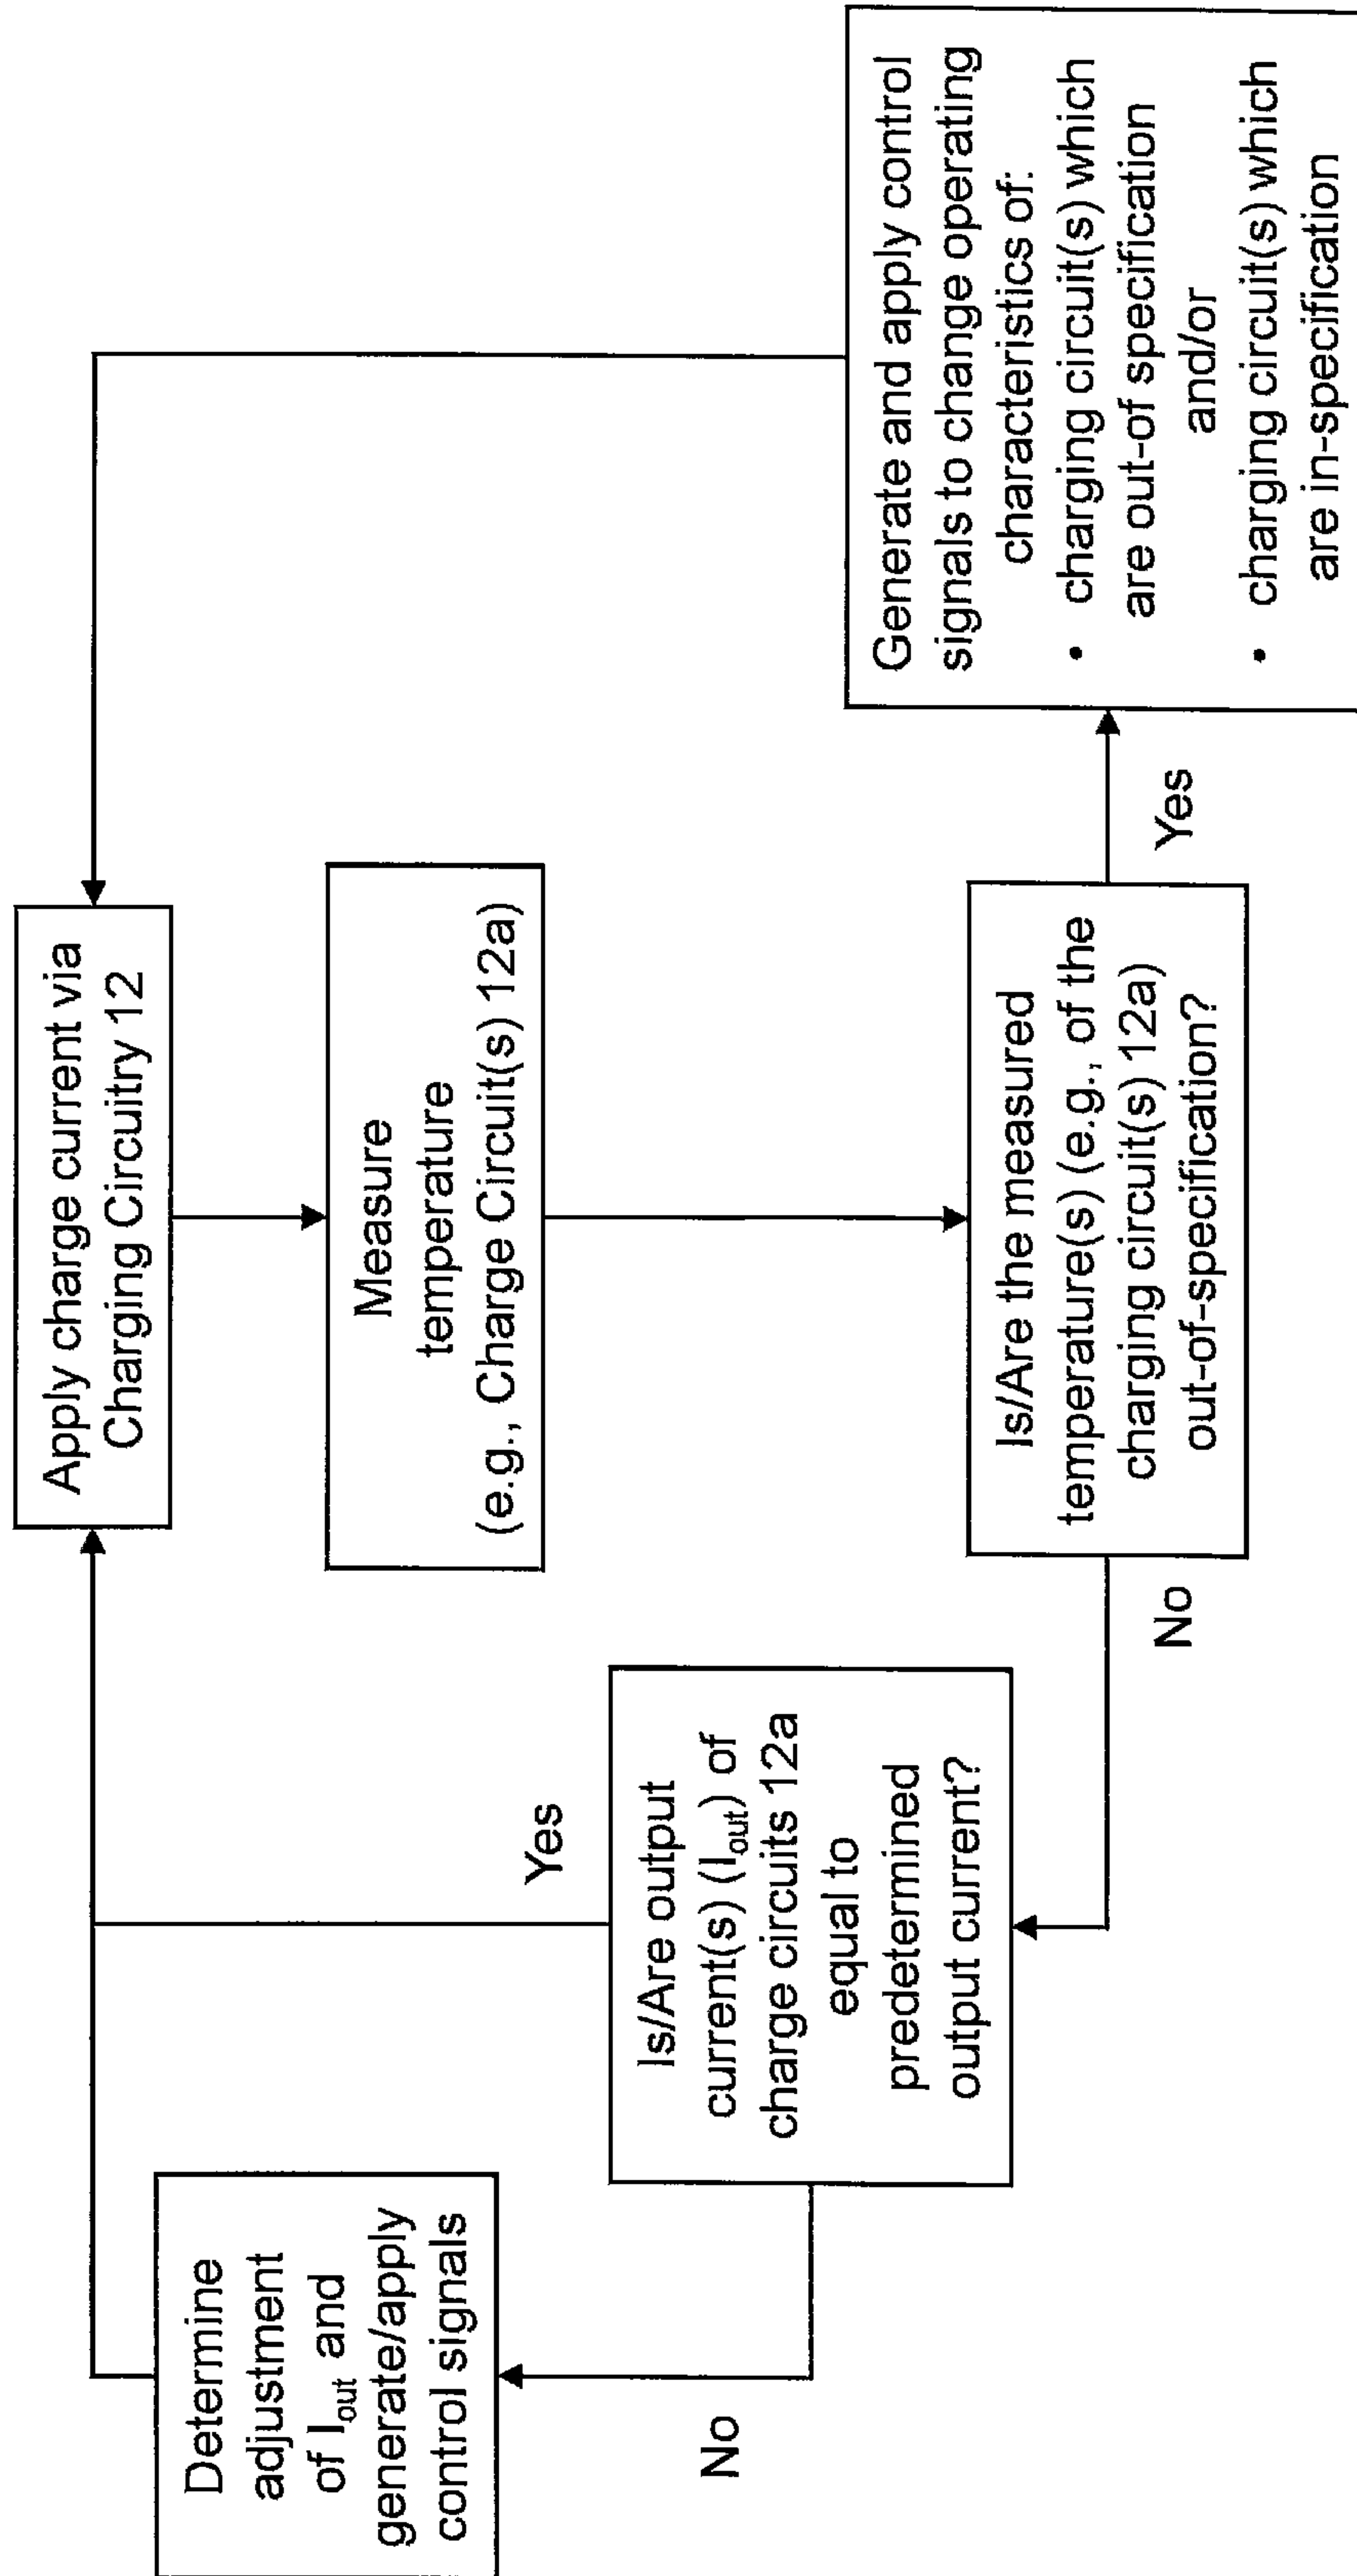 Apply charge current via
Charging Circuitry 12
Measure
temperature
(e.g., Charge Circuit(s) 12a)
Is/Are the measured
temperature(s) (e.g., of the
charging circuit(s) 12a)
out-of-specification?
Yes
No
Generate and apply control
signals to change operating
characteristics of:
• charging circuit(s) which
are out-of specification
and/or
• charging circuit(s) which
are in-specification
Is/Are output
current(s) (Iout) of
charge circuits 12a
equal to
predetermined
output current?
Yes
No
Determine
adjustment
of Iout and
generate/apply
control signals